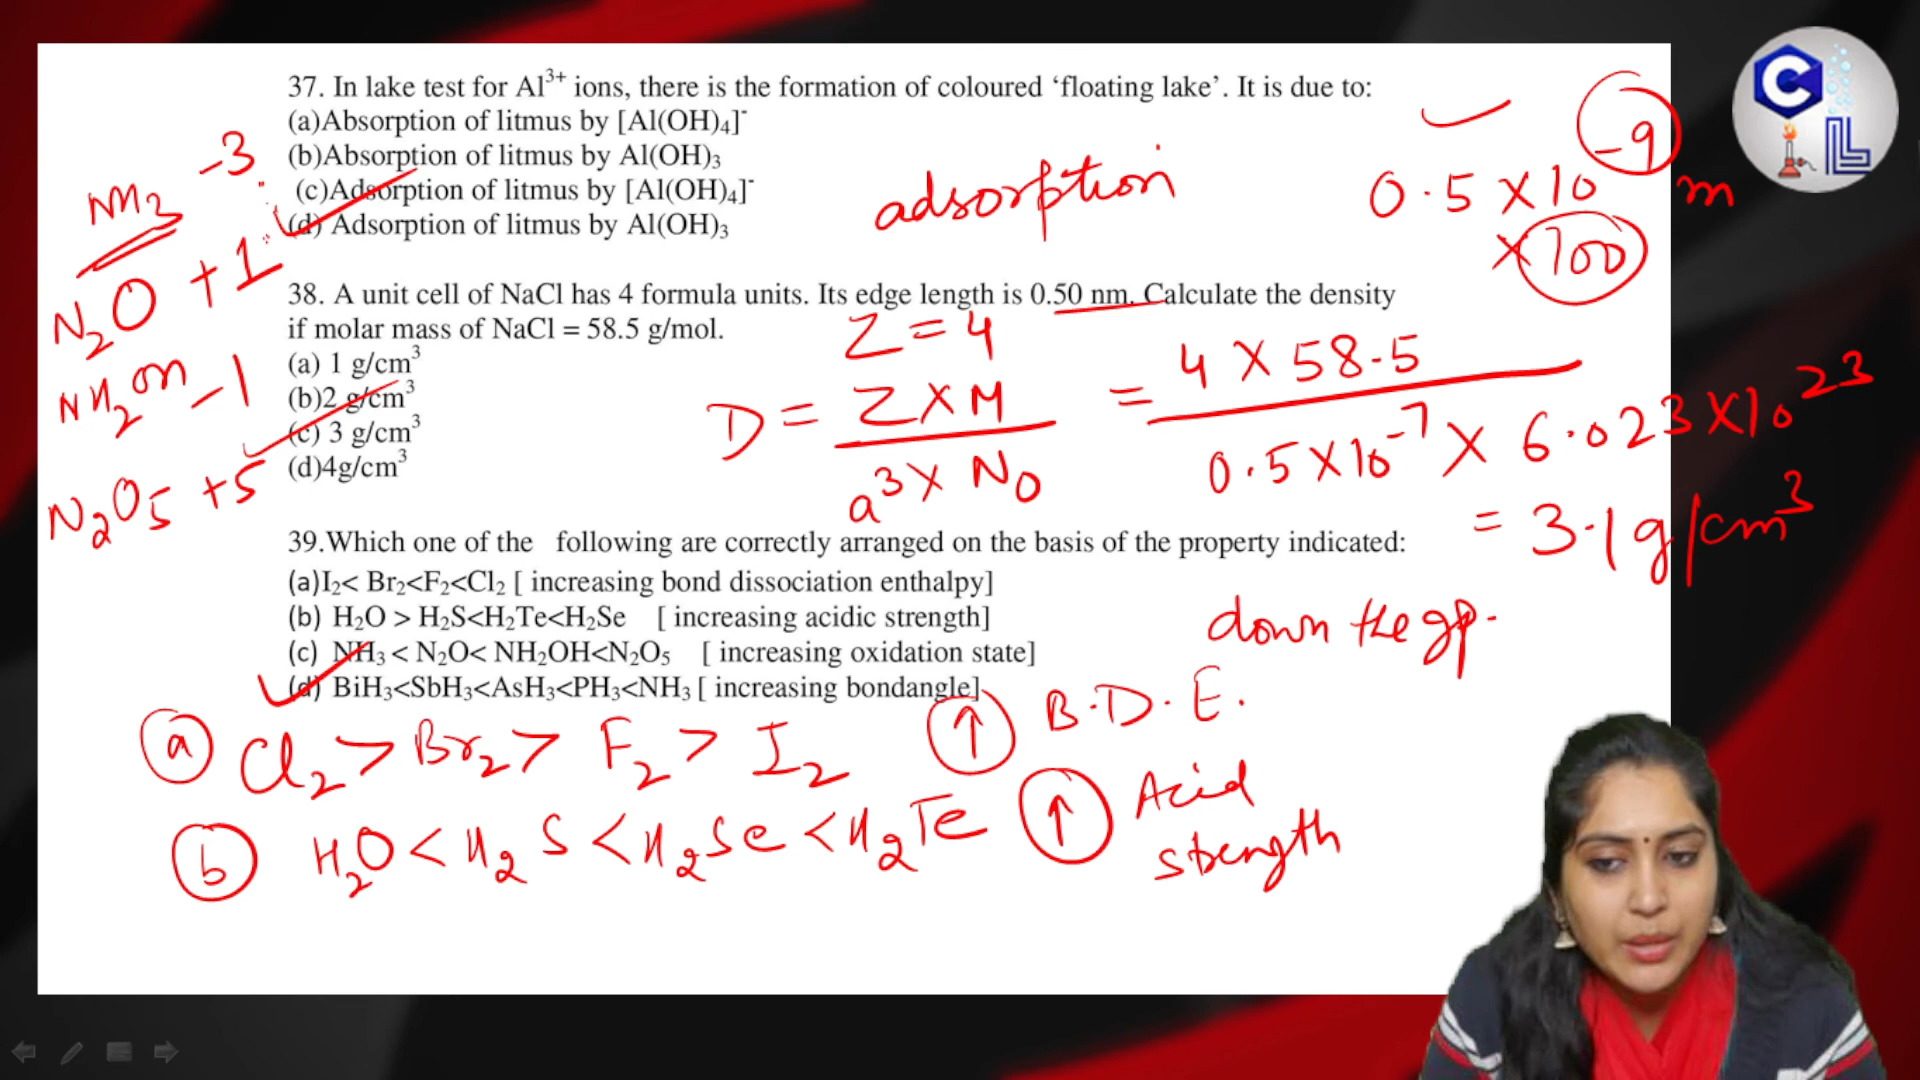 37. In lake test for Al³⁺ ions, there is the formation of coloured ‘floating lake’. It is due to:
(a)Absorption of litmus by [Al(OH)₄]⁻
(b)Absorption of litmus by Al(OH)₃
(c)Adsorption of litmus by [Al(OH)₄]⁻
(d) Adsorption of litmus by Al(OH)₃
adsorption
0.5 X 10⁻⁹ m
X 100
NH₃ -3
N₂O +1
NH₂OH -1
N₂O₅ +5
38. A unit cell of NaCl has 4 formula units. Its edge length is 0.50 nm. Calculate the density
if molar mass of NaCl = 58.5 g/mol.
(a) 1 g/cm³
(b)2 g/cm³
(c) 3 g/cm³
(d)4g/cm³
Z = 4
D = Z X M / a³ X N₀ = 4 X 58.5 / 0.5 X 10⁻⁷ X 6.023 X 10²³
= 3.1 g/cm³
39.Which one of the following are correctly arranged on the basis of the property indicated:
(a)I₂< Br₂<F₂<Cl₂ [ increasing bond dissociation enthalpy]
(b) H₂O > H₂S<H₂Te<H₂Se [ increasing acidic strength]
(c) NH₃ < N₂O< NH₂OH<N₂O₅ [ increasing oxidation state]
(d) BiH₃<SbH₃<AsH₃<PH₃<NH₃ [ increasing bondangle]
down the gp.
(a) Cl₂ > Br₂ > F₂ > I₂ ↑ B.D.E.
(b) H₂O < H₂S < H₂Se < H₂Te ↑ Acid
strength
C
L